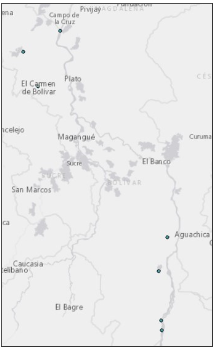 Pivijay
Campo de
la Cruz
Plato
El Carmen
de Bolívar
Magangué
Sucre
El Banco
Curuma
San Marcos
BOLÍVAR
Aguachica
Caucasia
El Bagre